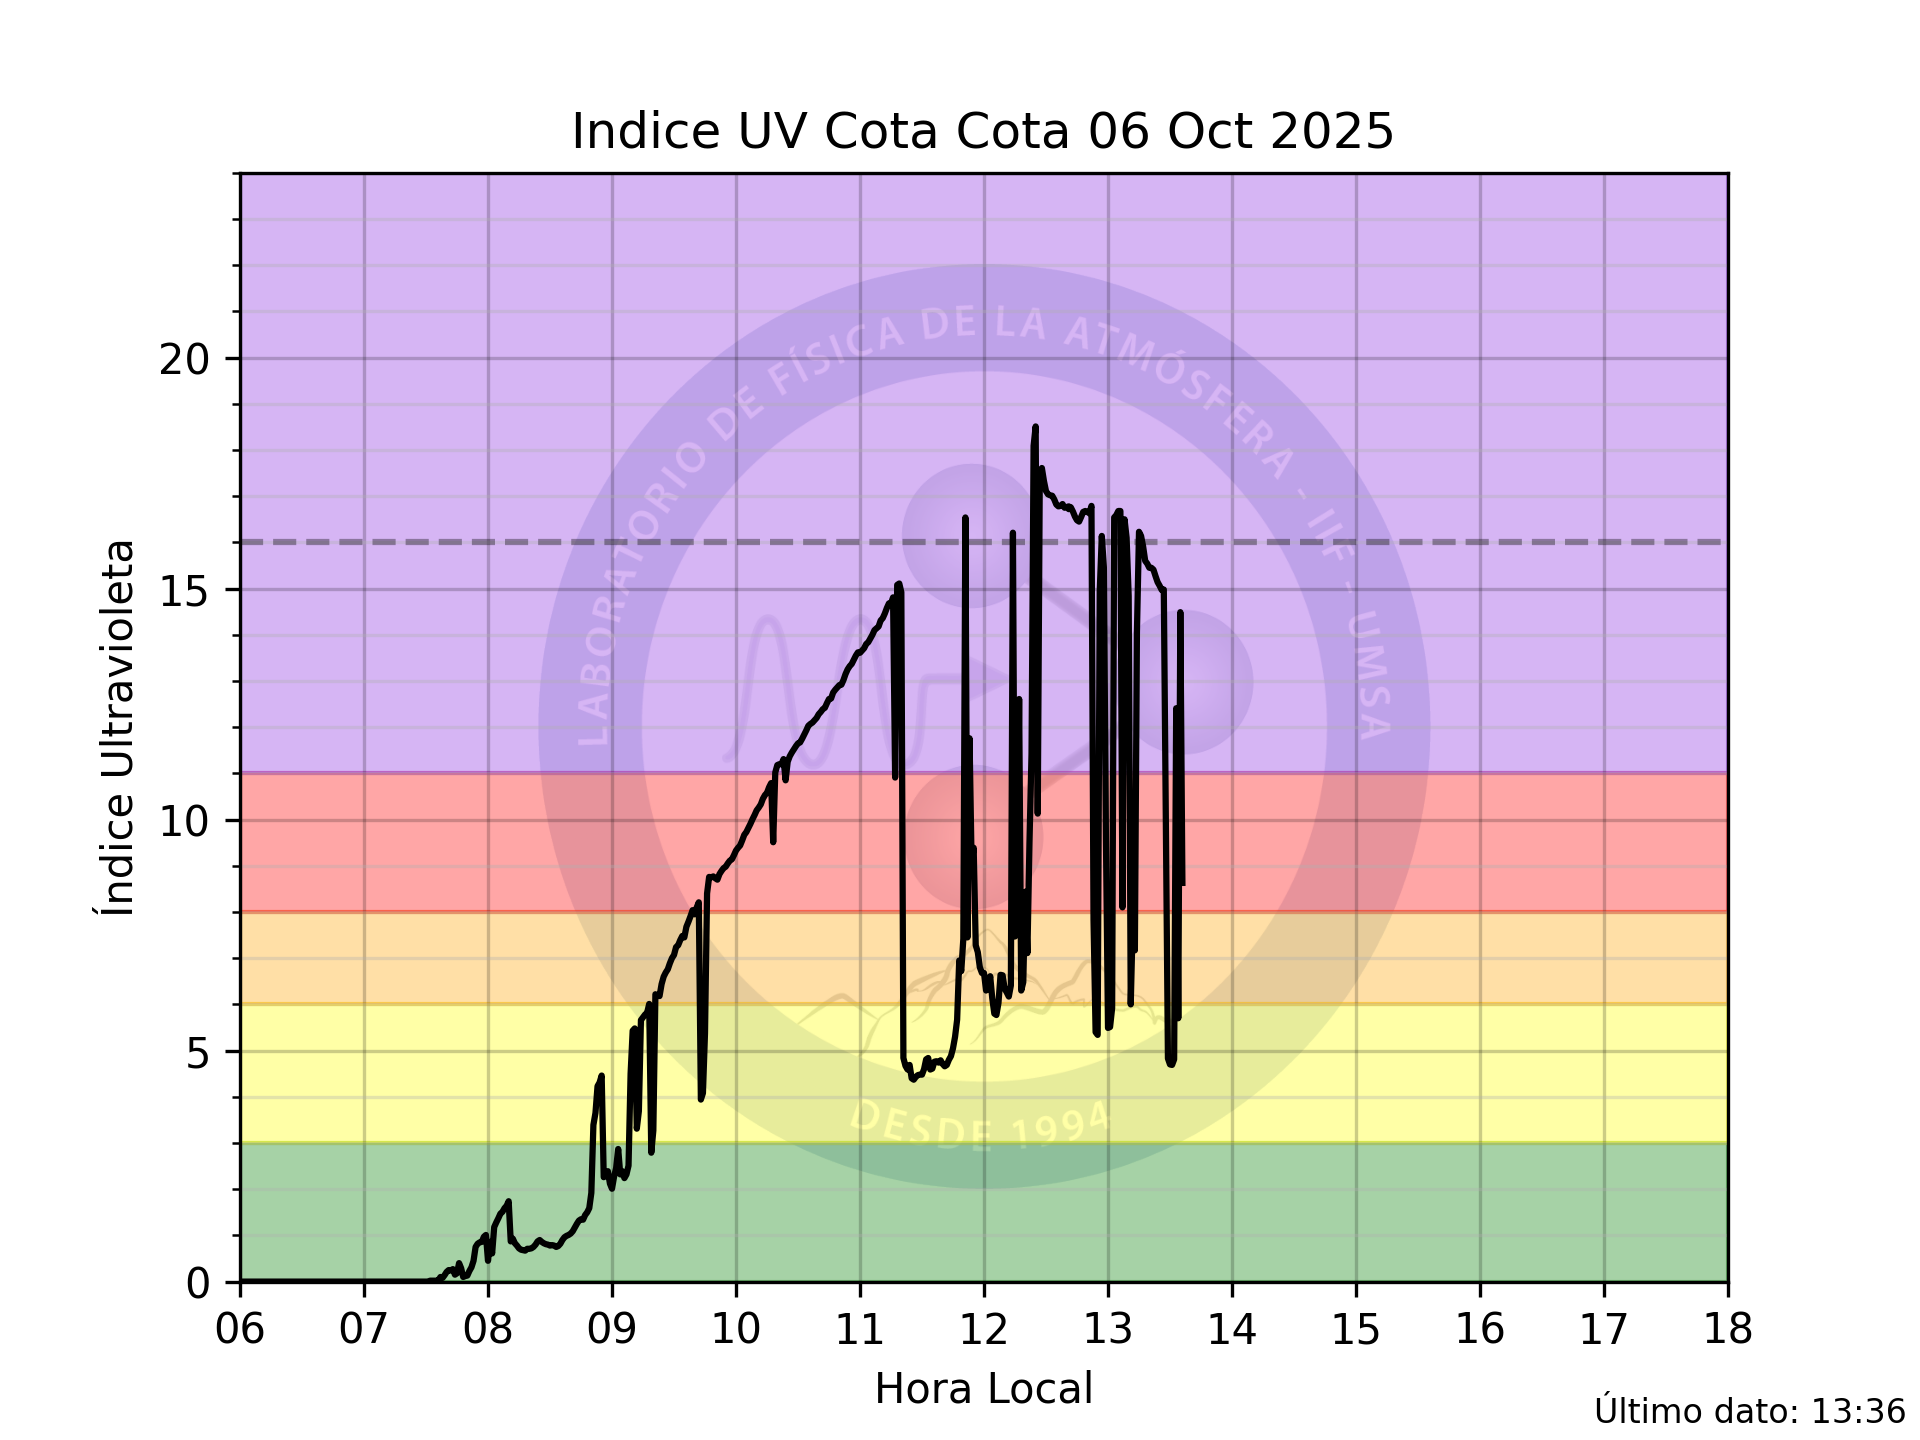 Indice UV Cota Cota 06 Oct 2025
Índice Ultravioleta
20
15
10
5
0
LABORATORIO DE FÍSICA DE LA ATMÓSFERA - IIF - UMSA
DESDE 1994
06 07 08 09 10 11 12 13 14 15 16 17 18
Hora Local
Último dato: 13:36